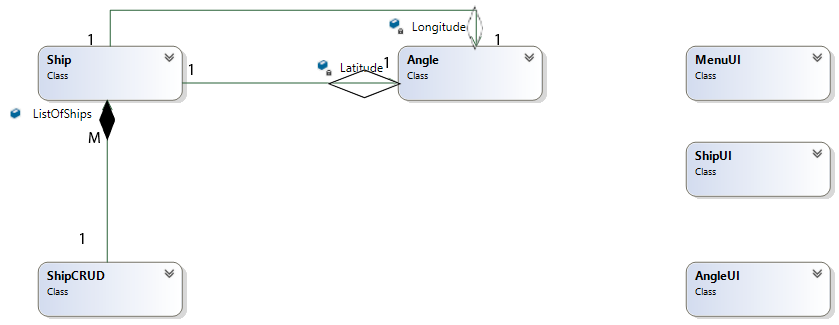 Longitude
1
1
Ship
Class
1
Latitude
1
Angle
Class
MenuUI
Class
ListOfShips
M
ShipUI
Class
1
ShipCRUD
Class
AngleUI
Class